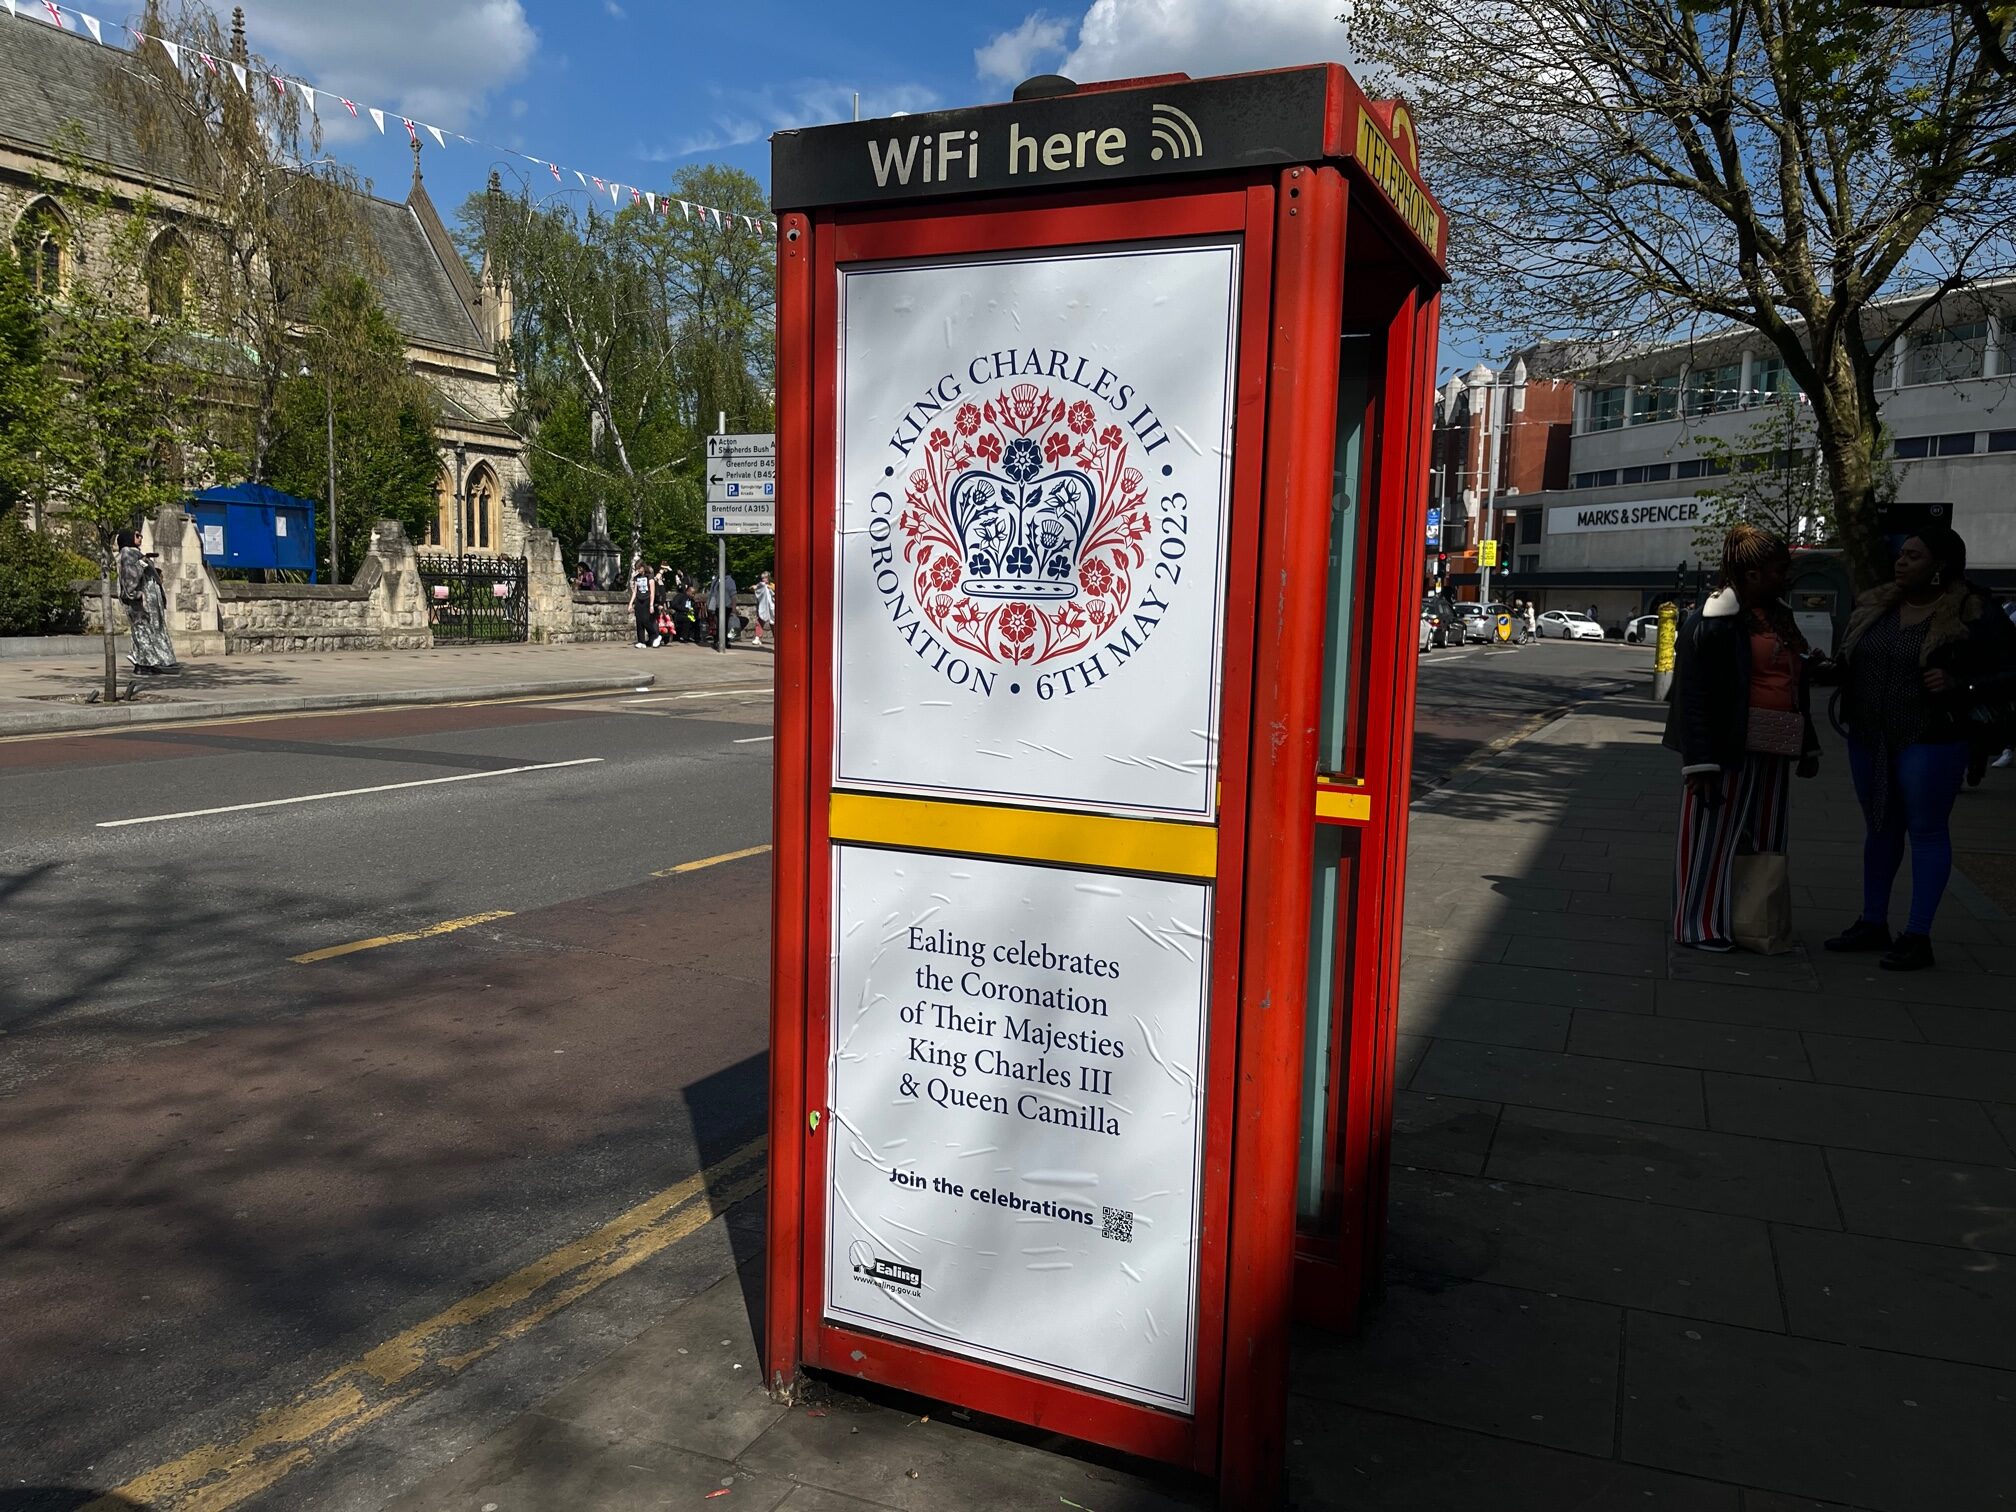 WiFi here
TELEPHONE
KING CHARLES III
CORONATION • 6TH MAY 2023
Ealing celebrates
the Coronation
of Their Majesties
King Charles III
& Queen Camilla
Join the celebrations
Ealing
www.ealing.gov.uk
Acton
Shepherds Bush
Greenford
Perivale
Brentford (A315)
P
MARKS & SPENCER